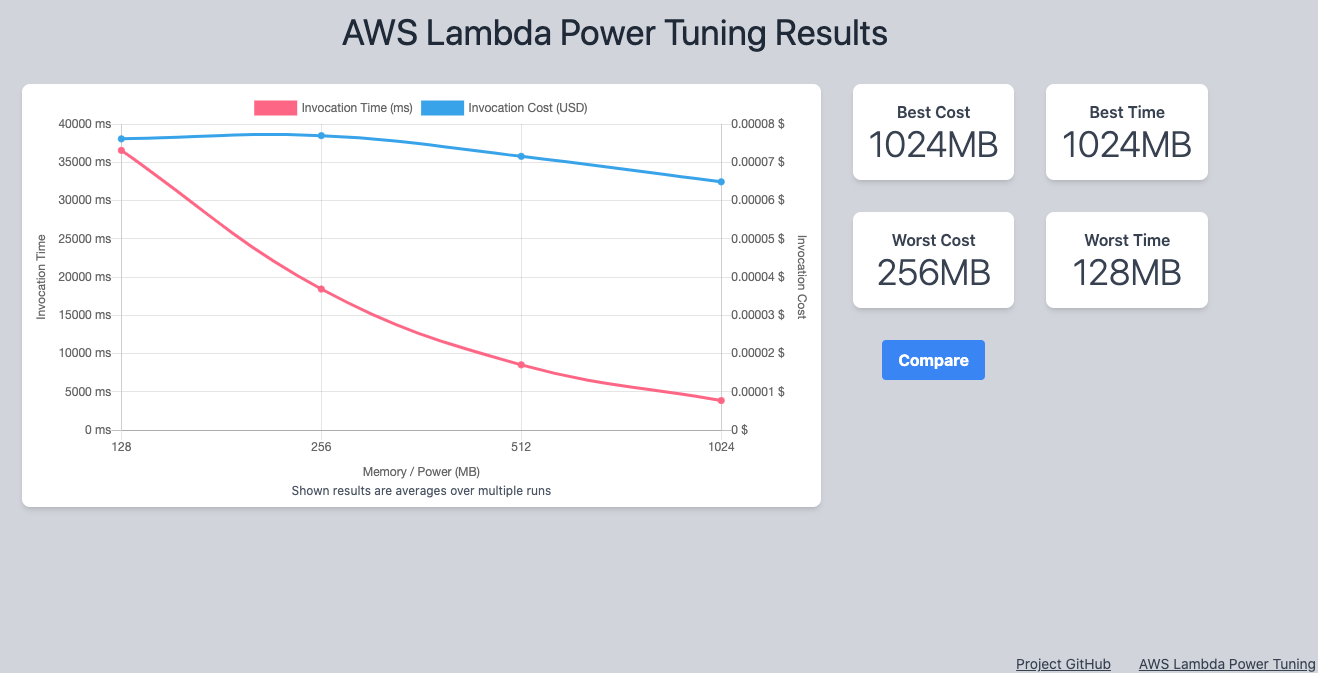 AWS Lambda Power Tuning Results
Invocation Time (ms) Invocation Cost (USD)
40000 ms
35000 ms
30000 ms
25000 ms
20000 ms
15000 ms
10000 ms
5000 ms
0 ms
Invocation Time
0.00008 $
0.00007 $
0.00006 $
0.00005 $
0.00004 $
0.00003 $
0.00002 $
0.00001 $
0 $
Invocation Cost
128 256 512 1024
Memory / Power (MB)
Shown results are averages over multiple runs
Best Cost
1024MB
Best Time
1024MB
Worst Cost
256MB
Worst Time
128MB
Compare
Project GitHub AWS Lambda Power Tuning